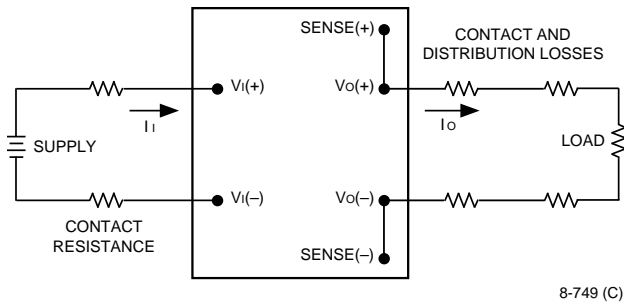 SENSE(+)
CONTACT AND
DISTRIBUTION LOSSES
VI(+)
VO(+)
II
IO
SUPPLY
LOAD
VI(–)
VO(–)
CONTACT
RESISTANCE
SENSE(–)
8-749 (C)